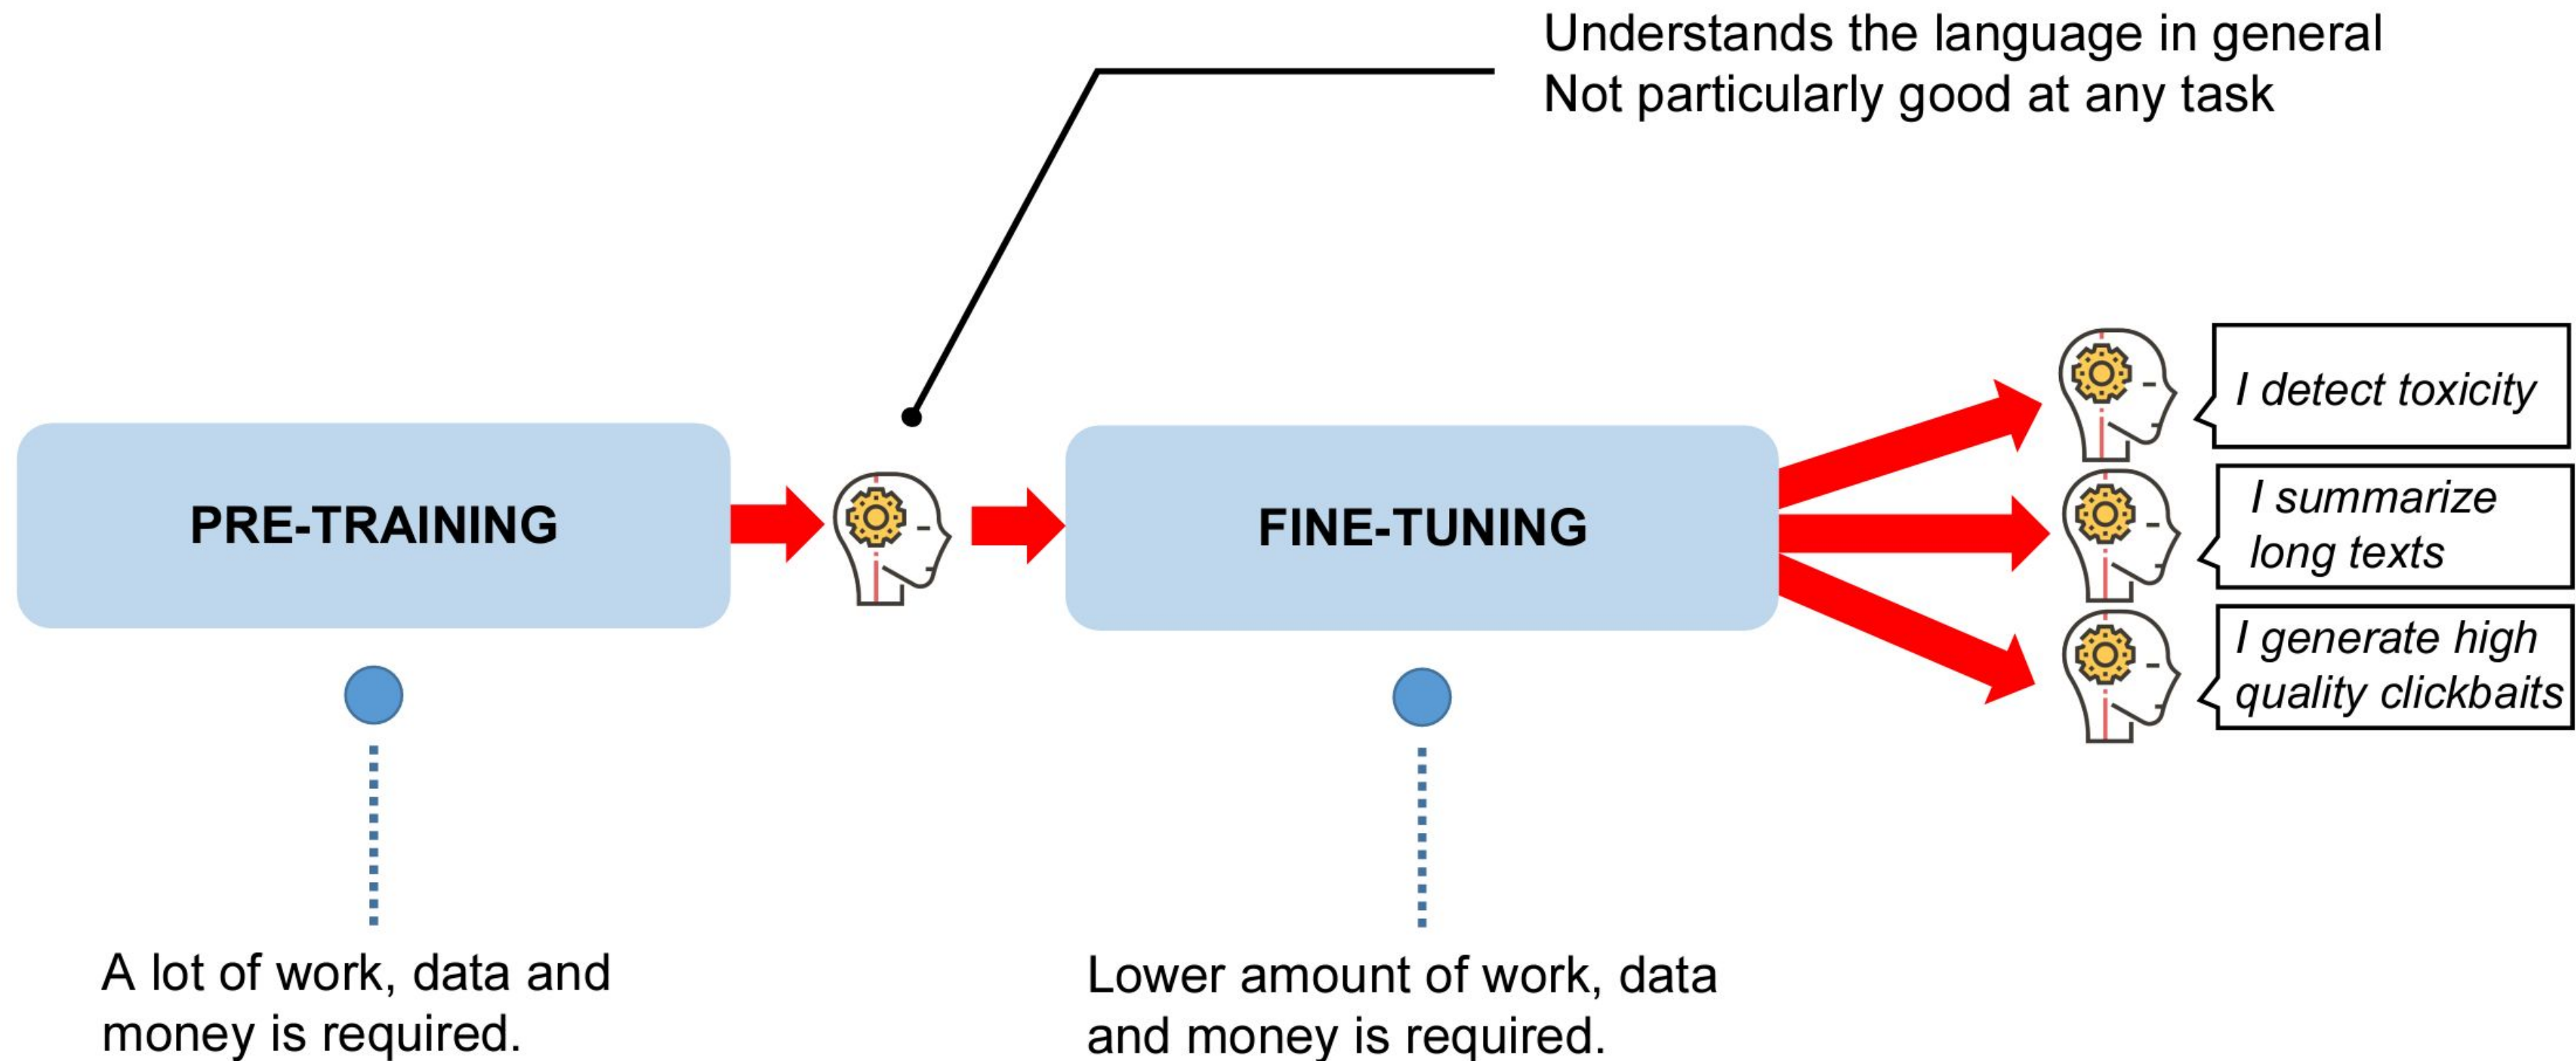 Understands the language in general
Not particularly good at any task
PRE-TRAINING
FINE-TUNING
I detect toxicity
I summarize
long texts
I generate high
quality clickbaits
A lot of work, data and
money is required.
Lower amount of work, data
and money is required.